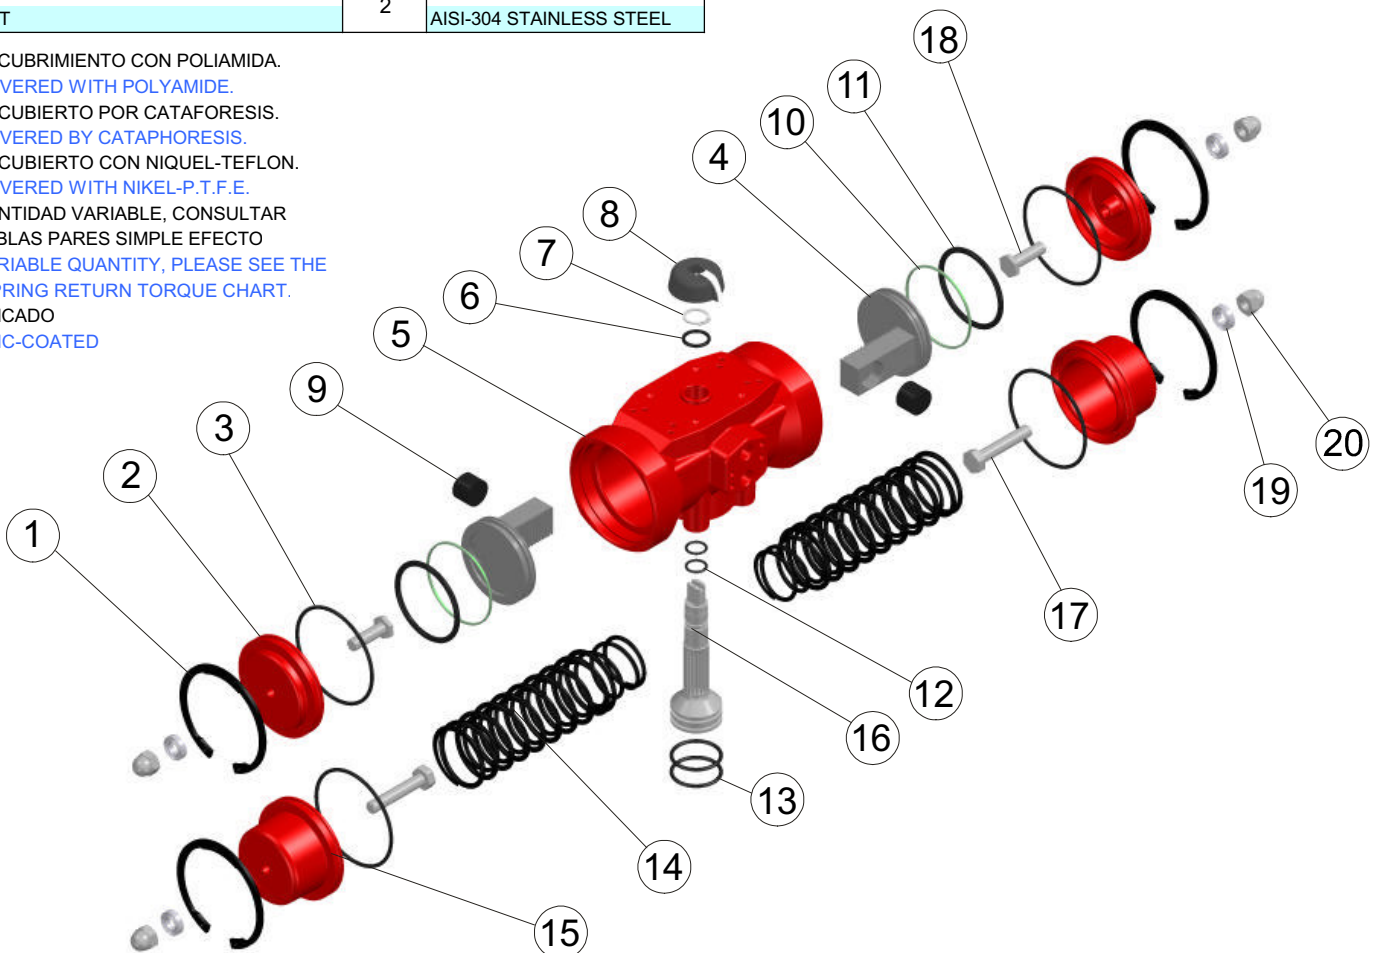 2
T
AISI-304 STAINLESS STEEL
CUBRIMIENTO CON POLIAMIDA.
VERED WITH POLYAMIDE.
CUBIERTO POR CATAFORESIS.
VERED BY CATAPHORESIS.
CUBIERTO CON NIQUEL-TEFLON.
VERED WITH NIKEL-P.T.F.E.
NTIDAD VARIABLE, CONSULTAR
BLAS PARES SIMPLE EFECTO
RIABLE QUANTITY, PLEASE SEE THE
PRING RETURN TORQUE CHART.
ICADO
IC-COATED
18
11
10
4
8
7
6
5
9
3
2
1
20
19
17
12
16
13
14
15